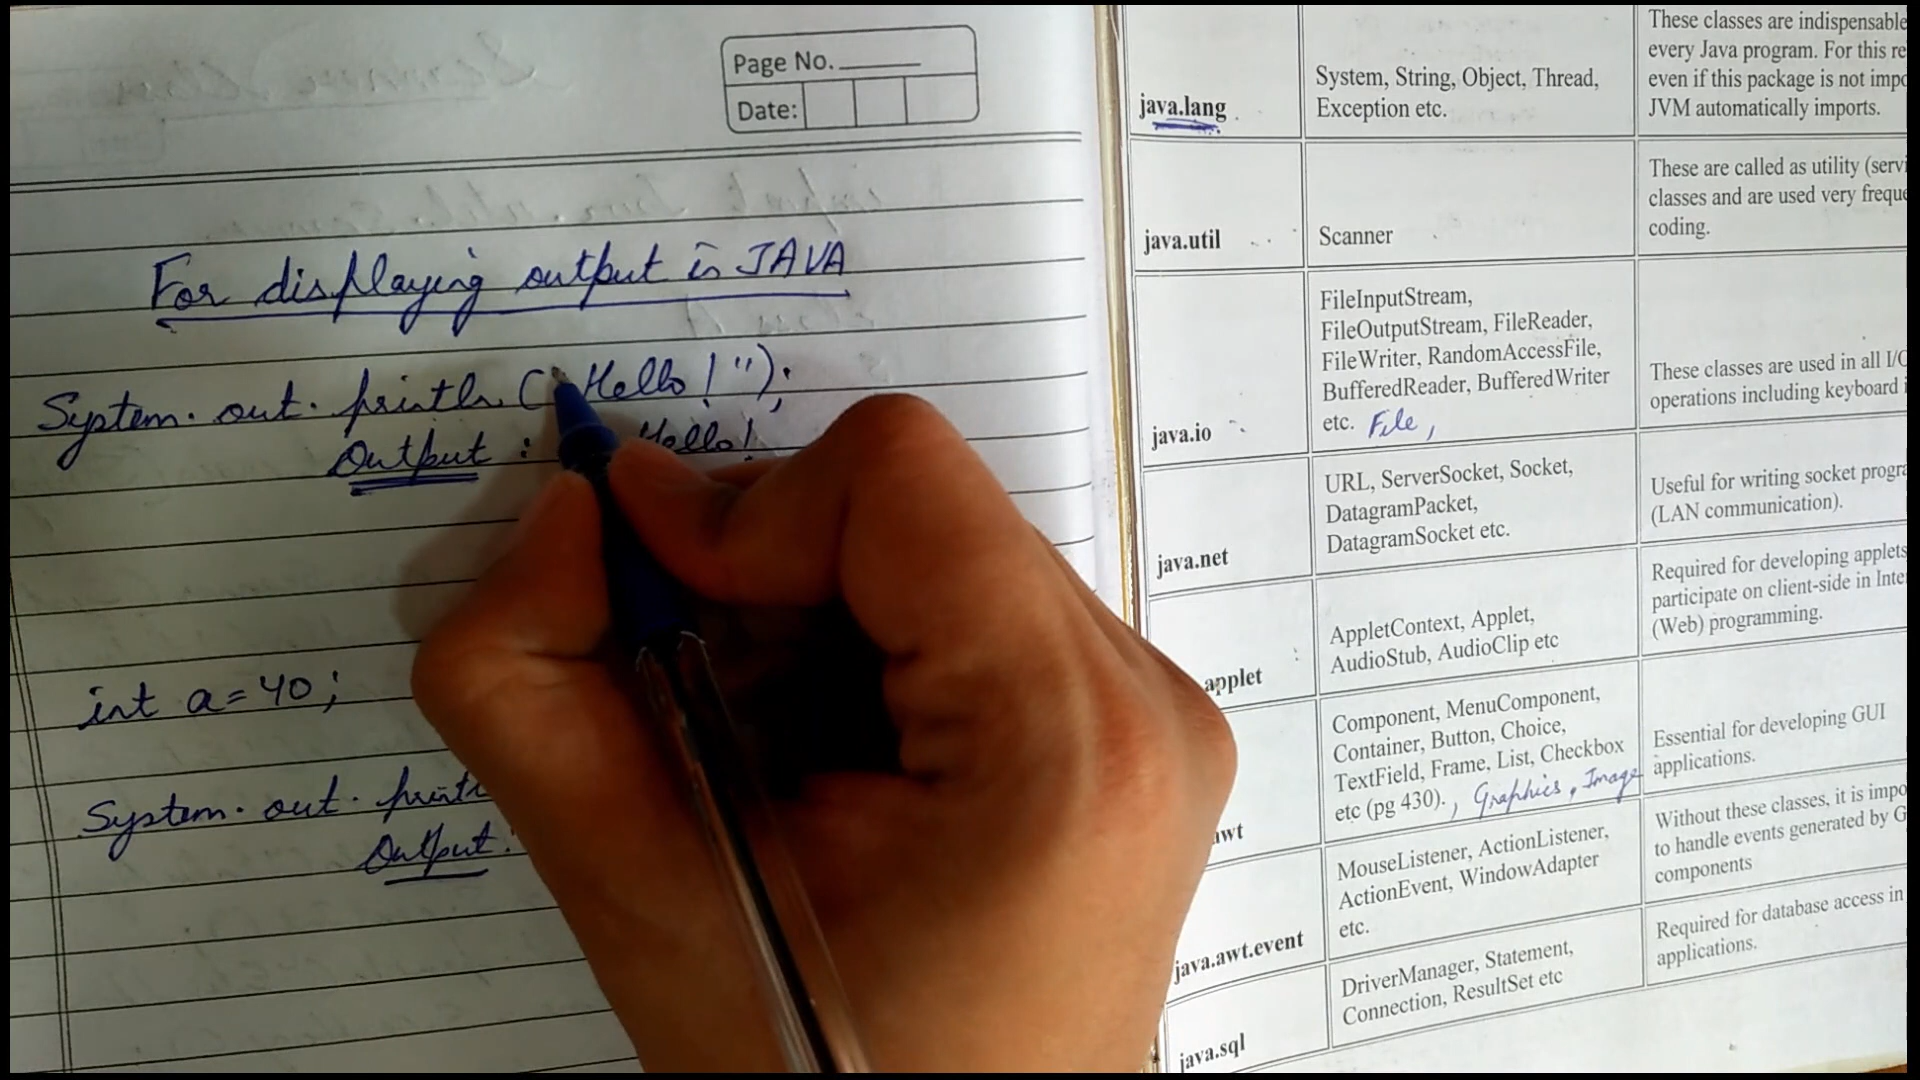 Page No.
Date:
For displaying output in JAVA
System.out.println("Hello!");
Output: Hello!
int a=40;
System.out.
Output:
java.lang
System, String, Object, Thread,
Exception etc.
These classes are indispensable
every Java program. For this
even if this package is not
JVM automatically imports.
java.util
Scanner
These are called as utility
classes and are used very
coding.
java.io
FileInputStream,
FileOutputStream, FileReader,
FileWriter, RandomAccessFile,
BufferedReader, BufferedWriter
etc. File,
These classes are used in all
operations including keyboard
java.net
URL, ServerSocket, Socket,
DatagramPacket,
DatagramSocket etc.
Useful for writing socket
(LAN communication).
applet
AppletContext, Applet,
AudioStub, AudioClip etc
Required for developing applets
participate on client-side in
(Web) programming.
wt
Component, MenuComponent,
Container, Button, Choice,
TextField, Frame, List, Checkbox
etc (pg 430). , Graphics, Image
Essential for developing GUI
applications.
java.awt.event
MouseListener, ActionListener,
ActionEvent, WindowAdapter
etc.
Without these classes, it is
to handle events generated by
components
java.sql
DriverManager, Statement,
Connection, ResultSet etc
Required for database access in
applications.